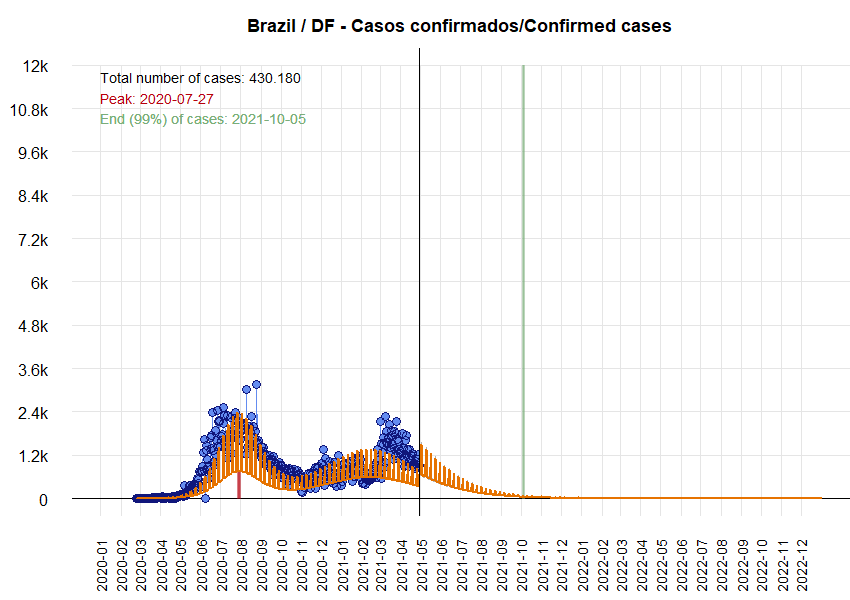 Brazil / DF - Casos confirmados/Confirmed cases
Total number of cases: 430.180
Peak: 2020-07-27
End (99%) of cases: 2021-10-05
12k
10.8k
9.6k
8.4k
7.2k
6k
4.8k
3.6k
2.4k
1.2k
0
2020-01
2020-02
2020-03
2020-04
2020-05
2020-06
2020-07
2020-08
2020-09
2020-10
2020-11
2020-12
2021-01
2021-02
2021-03
2021-04
2021-05
2021-06
2021-07
2021-08
2021-09
2021-10
2021-11
2021-12
2022-01
2022-02
2022-03
2022-04
2022-05
2022-06
2022-07
2022-08
2022-09
2022-10
2022-11
2022-12